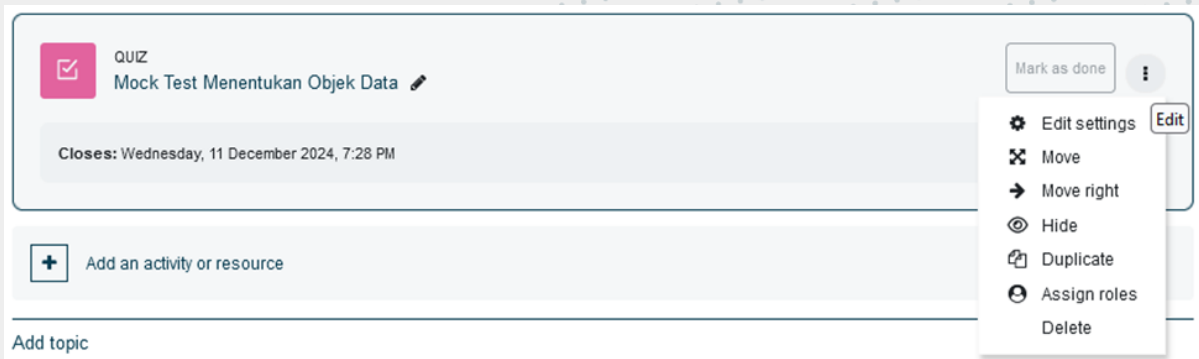 QUIZ
Mock Test Menentukan Objek Data
Mark as done
Edit
Closes: Wednesday, 11 December 2024, 7:28 PM
Edit settings
Move
Move right
Hide
Duplicate
Assign roles
Delete
Add an activity or resource
Add topic